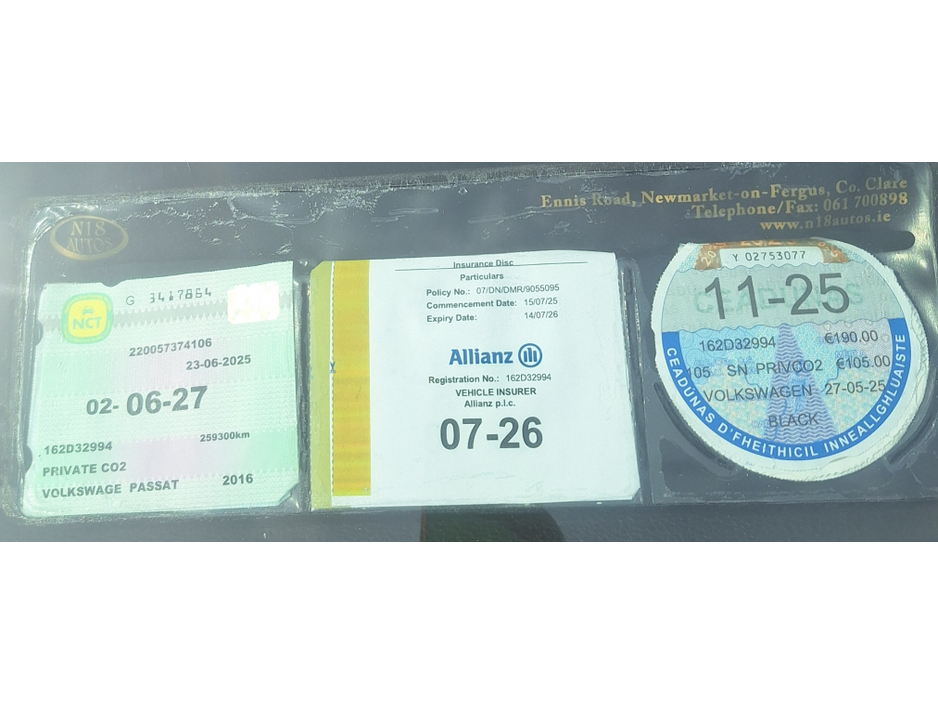 Ennis Road, Newmarket-on-Fergus, Co. Clare
Telephone/Fax: 061 700898
www.n18autos.ie
N18
AUTOS
NCT
G 3417864
220057374106
23-06-2025
02-06-27
162D32994
259300km
PRIVATE CO2
VOLKSWAGE PASSAT 2016
Insurance Disc
Particulars
Policy No.: 07/DN/DMR/9055095
Commencement Date: 15/07/25
Expiry Date: 14/07/26
Allianz
Registration No.: 162D32994
VEHICLE INSURER
Allianz p.l.c.
07-26
Y 02753077
11-25
162D32994 €190.00
105 SN PRIVCO2 €105.00
VOLKSWAGEN 27-05-25
BLACK
CEADÚNAS D'FHEITHICIL INNEALLGHLUAISTE